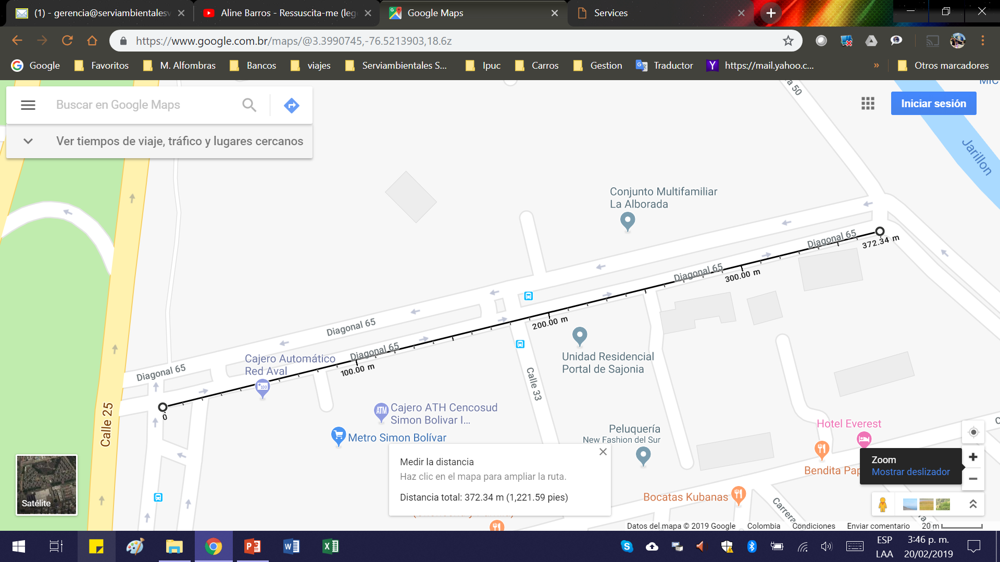 (1) - gerencia@serviambientalesv
Aline Barros - Ressuscita-me (leg
Google Maps
Services
https://www.google.com.br/maps/@3.3990745,-76.5213903,18.6z
Google
Favoritos
M. Alfombras
Bancos
viajes
Serviambientales S...
Ipuc
Carros
Gestion
Traductor
https://mail.yahoo.c...
»
Otros marcadores
Buscar en Google Maps
Iniciar sesión
Ver tiempos de viaje, tráfico y lugares cercanos
a 50
Jarillon
Conjunto Multifamiliar
La Alborada
Diagonal 65
372.34 m
Diagonal 65
300.00 m
200.00 m
Diagonal 65
Diagonal 65
100.00 m
Diagonal 65
Cajero Automático
Red Aval
100
0
Calle 25
Unidad Residencial
Portal de Sajonia
Calle 33
ATM
Cajero ATH Cencosud
Simon Bolivar I...
Metro Simon Bolívar
Peluquería
New Fashion del Sur
Hotel Everest
Bendita Pap
Bocatas Kubanas
Carrera
Medir la distancia
Haz clic en el mapa para ampliar la ruta.
Distancia total: 372.34 m (1,221.59 pies)
Zoom
Mostrar deslizador
Satélite
Datos del mapa © 2019 Google
Colombia
Condiciones
Enviar comentario
20 m
ESP
LAA
3:46 p. m.
20/02/2019